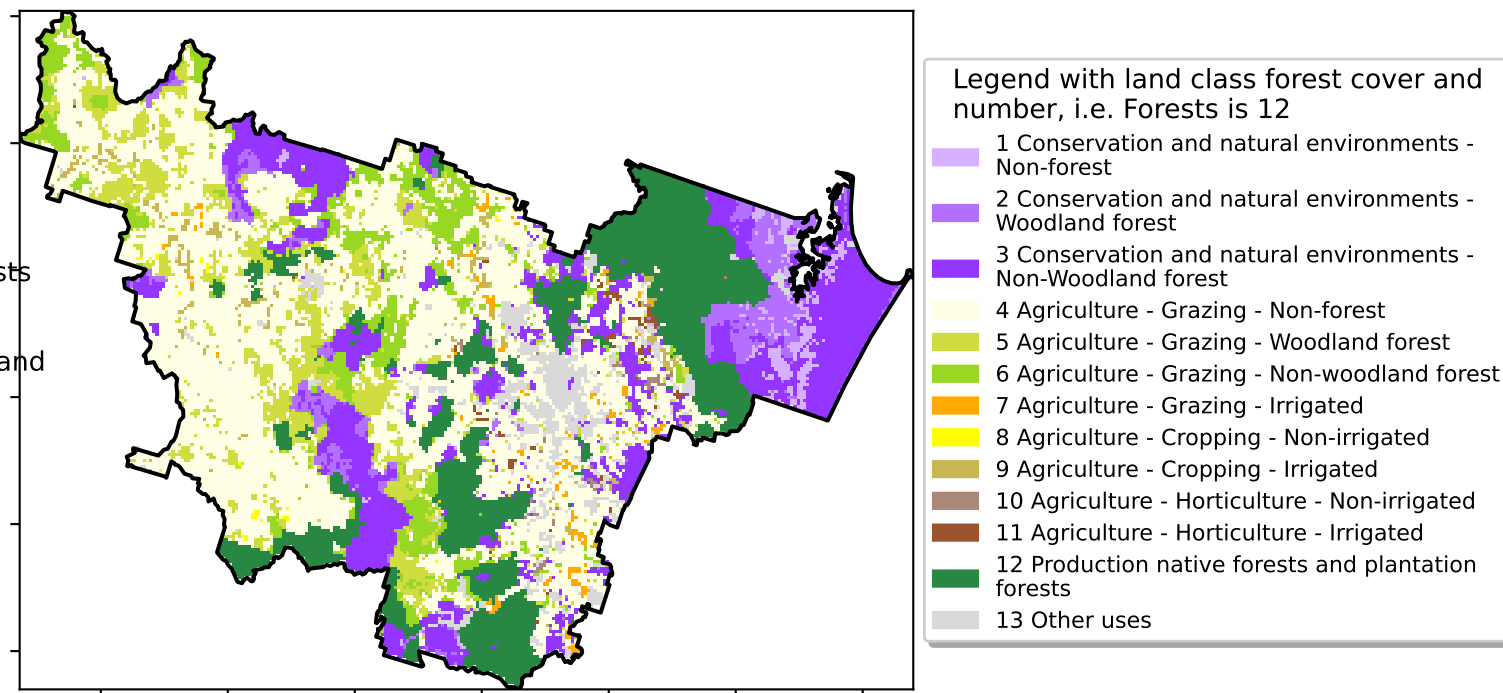 Legend with land class forest cover and
number, i.e. Forests is 12
1 Conservation and natural environments -
Non-forest
2 Conservation and natural environments -
Woodland forest
sts
3 Conservation and natural environments -
Non-Woodland forest
4 Agriculture - Grazing - Non-forest
5 Agriculture - Grazing - Woodland forest
and
6 Agriculture - Grazing - Non-woodland forest
7 Agriculture - Grazing - Irrigated
8 Agriculture - Cropping - Non-irrigated
9 Agriculture - Cropping - Irrigated
10 Agriculture - Horticulture - Non-irrigated
11 Agriculture - Horticulture - Irrigated
12 Production native forests and plantation
forests
13 Other uses